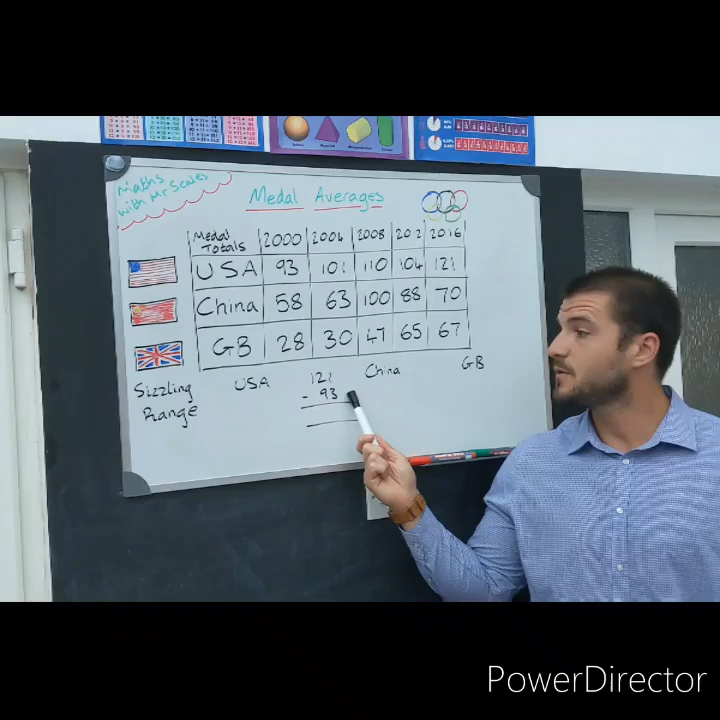 Maths
with Mr Scales
Medal Averages
Medal Totals 2000 2004 2008 2012 2016
USA 93 101 110 104 121
China 58 63 100 88 70
GB 28 30 47 65 67
Sizzling Range
USA
121
- 93
China
GB
PowerDirector